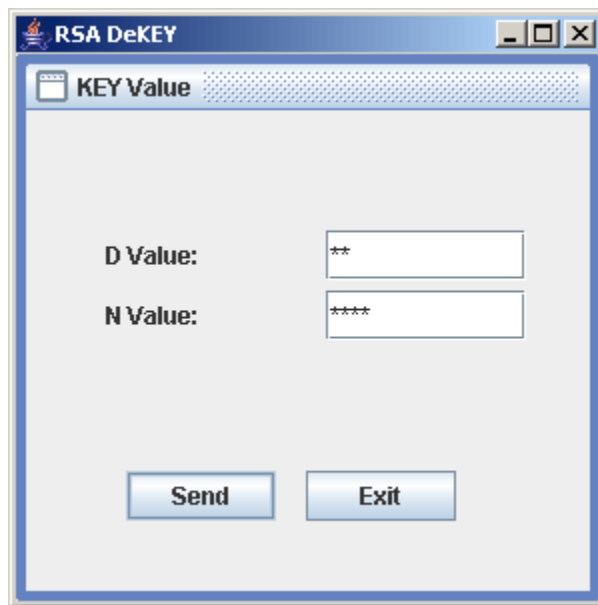 RSA DeKEY
KEY Value
D Value: **
N Value: ****
Send Exit